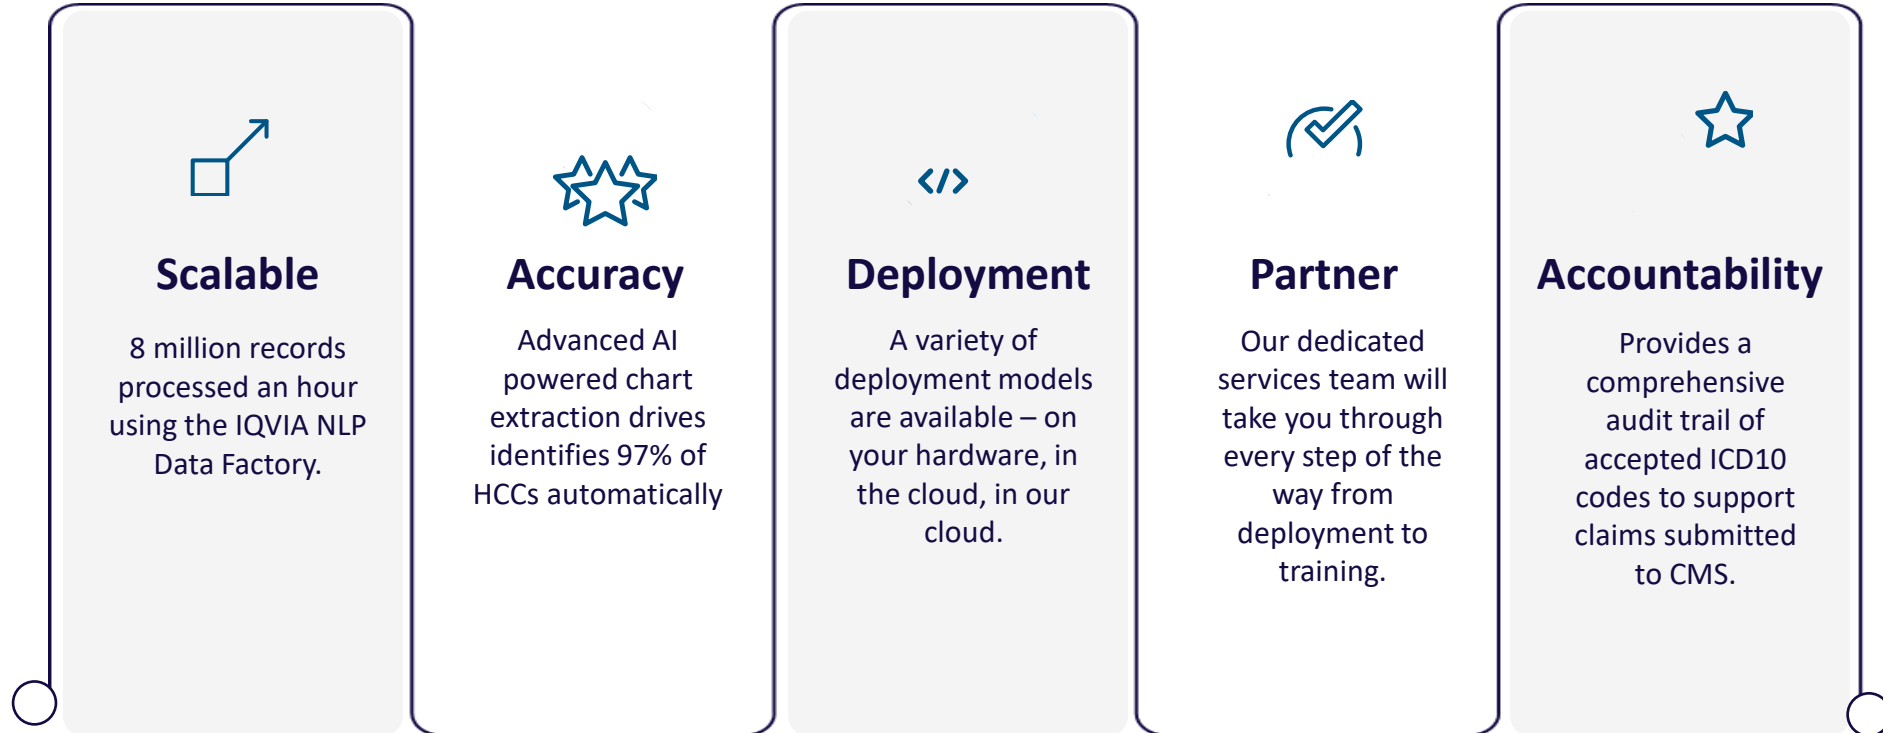 Scalable
8 million records
processed an hour
using the IQVIA NLP
Data Factory.
Accuracy
Advanced AI
powered chart
extraction drives
identifies 97% of
HCCs automatically
Deployment
A variety of
deployment models
are available – on
your hardware, in
the cloud, in our
cloud.
Partner
Our dedicated
services team will
take you through
every step of the
way from
deployment to
training.
Accountability
Provides a
comprehensive
audit trail of
accepted ICD10
codes to support
claims submitted
to CMS.